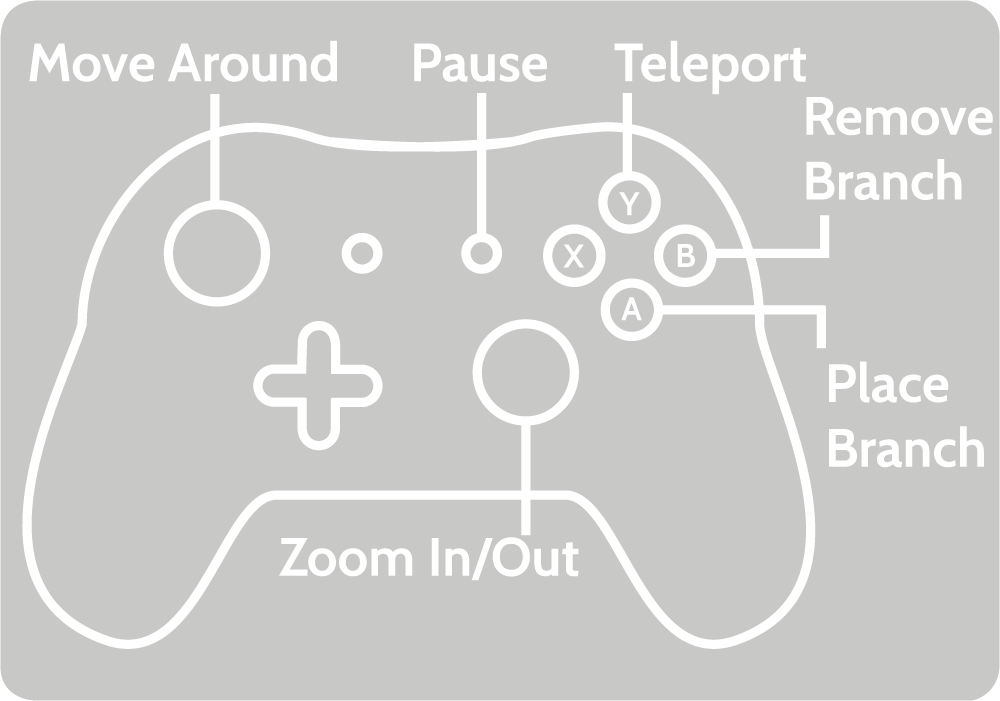 Move Around
Pause
Teleport
Remove
Branch
Y
X
B
A
Place
Branch
Zoom In/Out